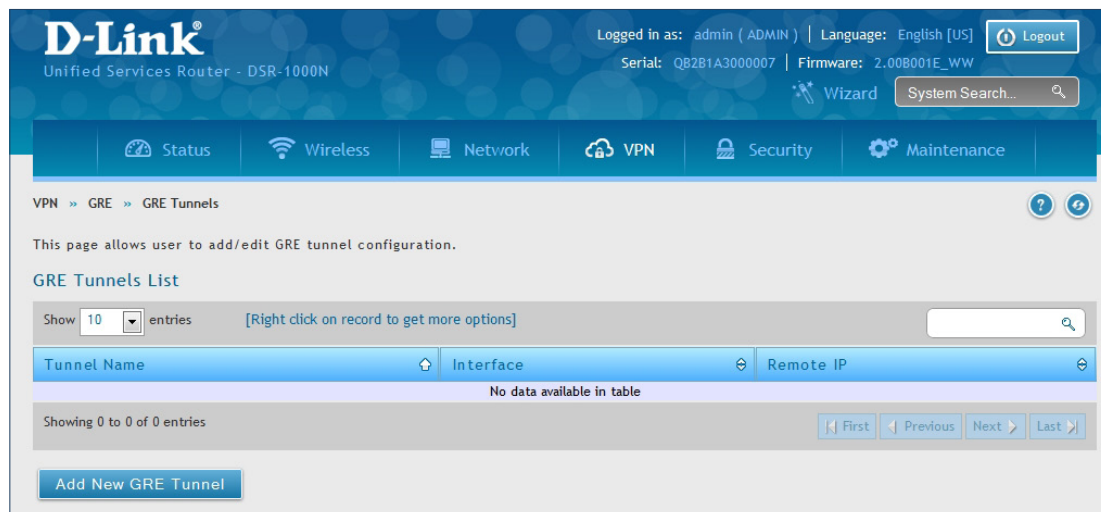 D-Link®
Unified Services Router - DSR-1000N
Logged in as: admin ( ADMIN ) | Language: English [US]
Logout
Serial: QB2B1A3000007 | Firmware: 2.00B001E_WW
Wizard
System Search...
Status
Wireless
Network
VPN
Security
Maintenance
VPN » GRE » GRE Tunnels
?
This page allows user to add/edit GRE tunnel configuration.
GRE Tunnels List
Show 10 entries
[Right click on record to get more options]
Tunnel Name
Interface
Remote IP
No data available in table
Showing 0 to 0 of 0 entries
First
Previous
Next
Last
Add New GRE Tunnel